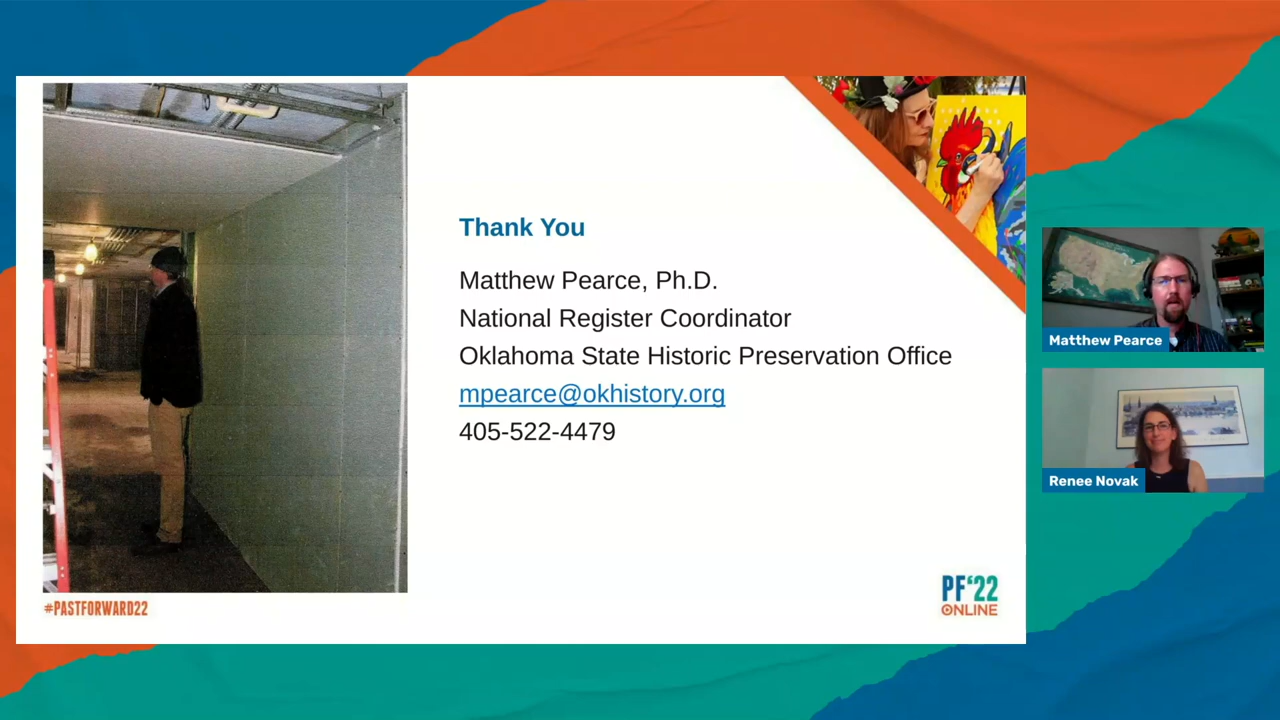 Thank You
Matthew Pearce, Ph.D.
National Register Coordinator
Oklahoma State Historic Preservation Office
mpearce@okhistory.org
405-522-4479
#PASTFORWARD22
PF‘22
ONLINE
Matthew Pearce
Renee Novak